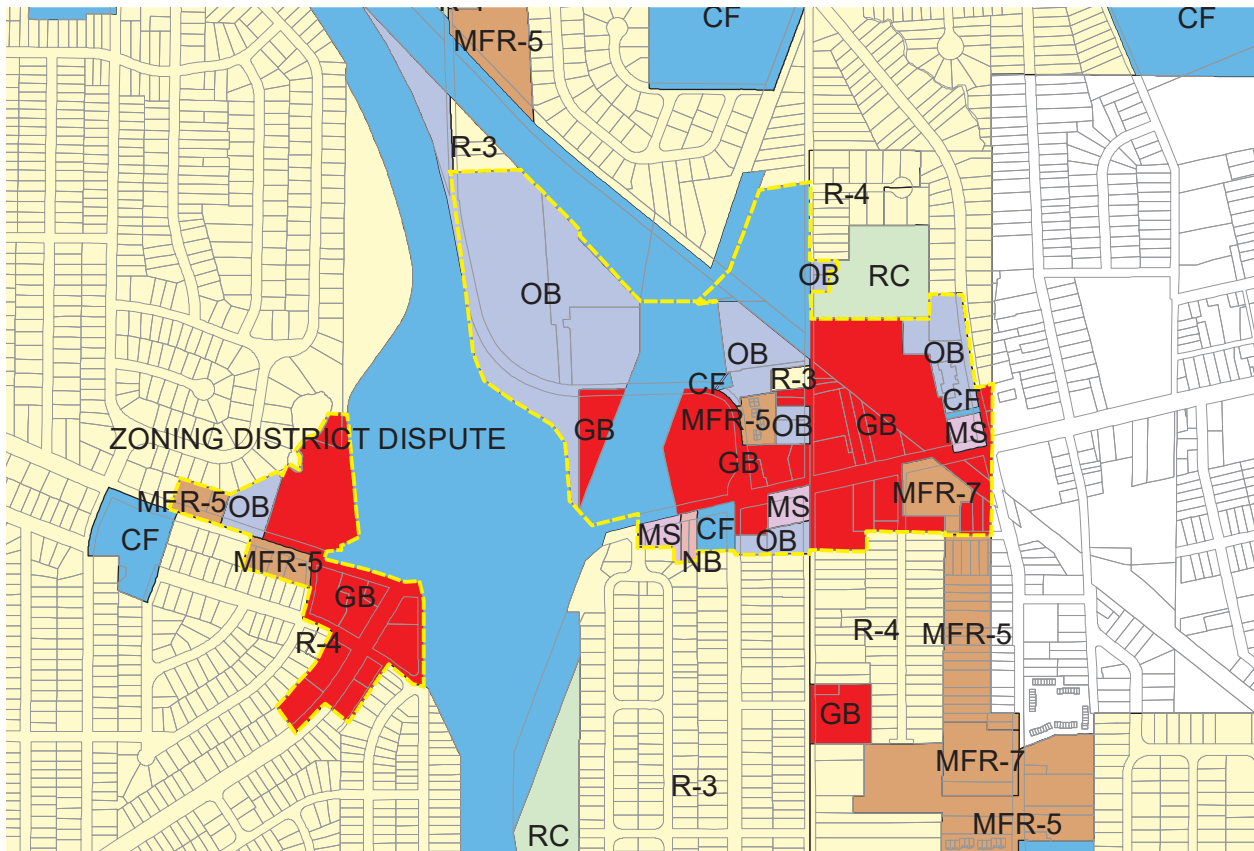 CF
CF
MFR-5
R-3
R-4
OB
RC
OB
OB
OB
R-3
CF
CF
MFR-5
OB
GB
MS
GB
GB
ZONING DISTRICT DISPUTE
MFR-7
MFR-5
OB
MS
CF
MS
CF
OB
NB
MFR-5
GB
R-4
R-4
MFR-5
GB
MFR-7
R-3
MFR-5
RC